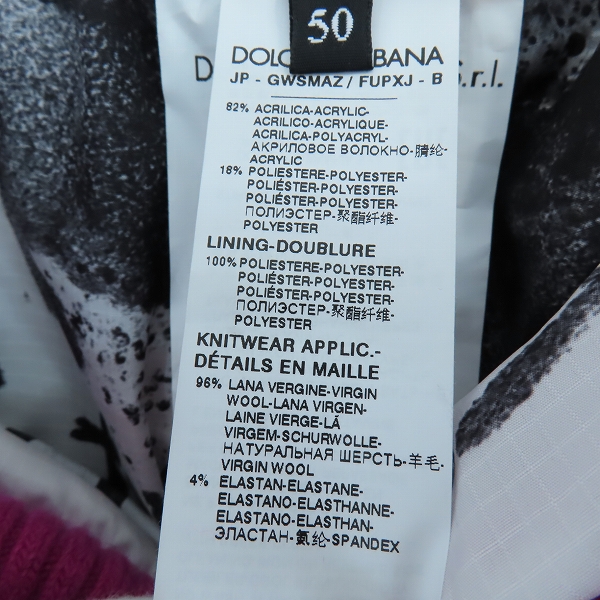 50
DOLC BBANA
D S.r.l.
JP - GWSMAZ / FUPXJ - B
82% ACRILICA-ACRYLIC-
ACRILICO-ACRYLIQUE-
ACRILICA-POLYACRYL-
АКРИЛОВОЕ ВОЛОКНО-腈纶-
ACRYLIC
18% POLIESTERE-POLYESTER-
POLIÉSTER-POLYESTER-
POLIÉSTER-POLYESTER-
ПОЛИЭСТЕР-聚酯纤维-
POLYESTER
LINING-DOUBLURE
100% POLIESTERE-POLYESTER-
POLIÉSTER-POLYESTER-
POLIÉSTER-POLYESTER-
ПОЛИЭСТЕР-聚酯纤维-
POLYESTER
KNITWEAR APPLIC.-
DÉTAILS EN MAILLE
96% LANA VERGINE-VIRGIN
WOOL-LANA VIRGEN-
LAINE VIERGE-LÃ
VIRGEM-SCHURWOLLE-
НАТУРАЛЬНАЯ ШЕРСТЬ-羊毛-
VIRGIN WOOL
4% ELASTAN-ELASTANE-
ELASTANO-ELASTHANNE-
ELASTANO-ELASTHAN-
ЭЛАСТАН-氨纶-SPANDEX